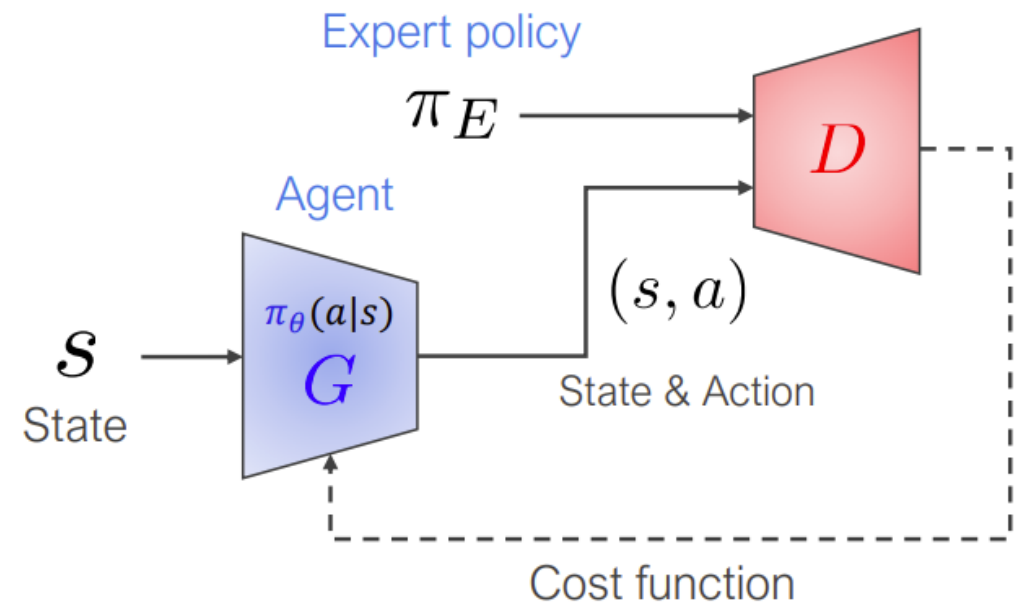 Expert policy
π_E
D
Agent
π_θ(a|s)
G
(s, a)
s
State & Action
State
Cost function